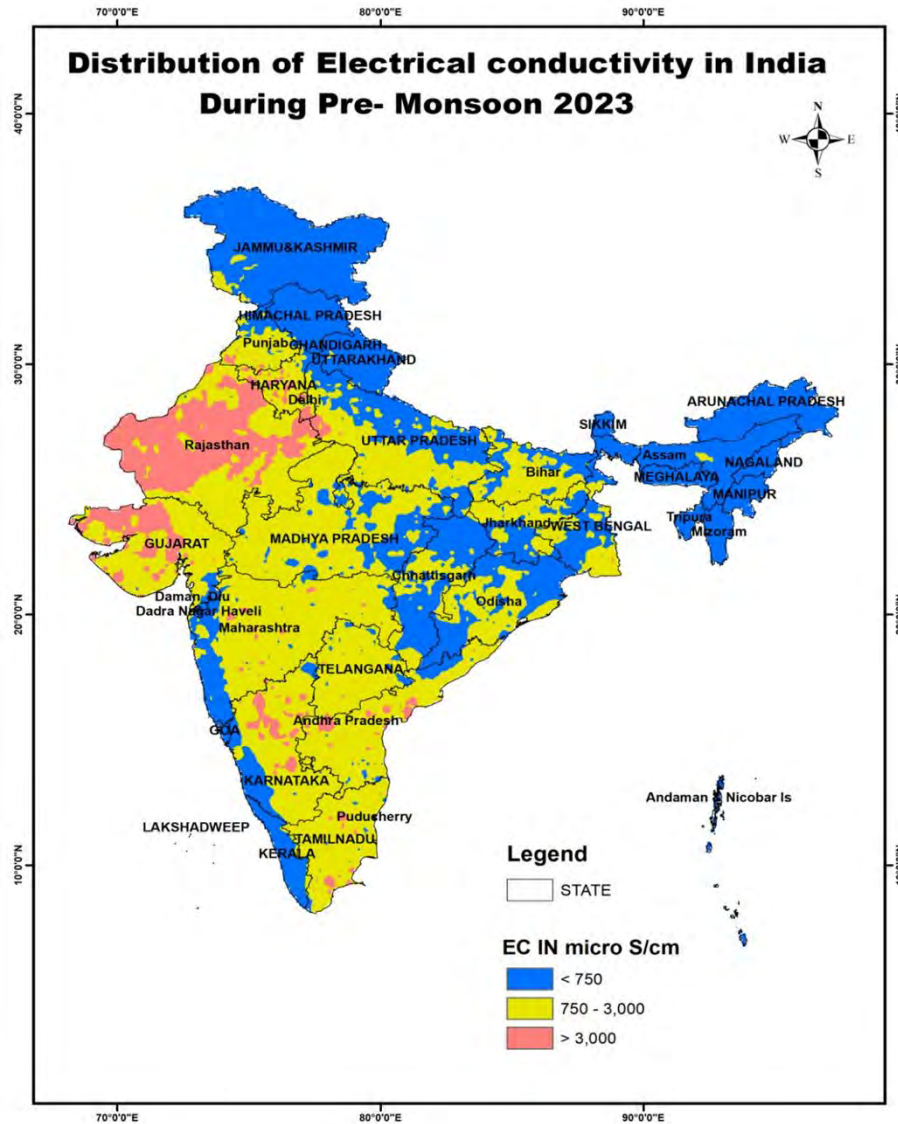 70°0'0"E 80°0'0"E 90°0'0"E
Distribution of Electrical conductivity in India
During Pre- Monsoon 2023
N
W E
S
40°0'0"N
JAMMU&KASHMIR
HIMACHAL PRADESH
Punjab
CHANDIGARH
UTTARAKHAND
30°0'0"N
HARYANA
Delhi
ARUNACHAL PRADESH
SIKKIM
Rajasthan
UTTAR PRADESH
Assam
NAGALAND
Bihar
MEGHALAYA
MANIPUR
Jharkhand
WEST BENGAL
Tripura
Mizoram
MADHYA PRADESH
GUJARAT
Chhattisgarh
Daman_Diu
Odisha
Dadra Nagar Haveli
20°0'0"N
Maharashtra
TELANGANA
GOA
Andhra Pradesh
KARNATAKA
Andaman Nicobar Is
Puducherry
LAKSHADWEEP
TAMILNADU
KERALA
10°0'0"N
Legend
STATE
EC IN micro S/cm
< 750
750 - 3,000
> 3,000
70°0'0"E 80°0'0"E 90°0'0"E